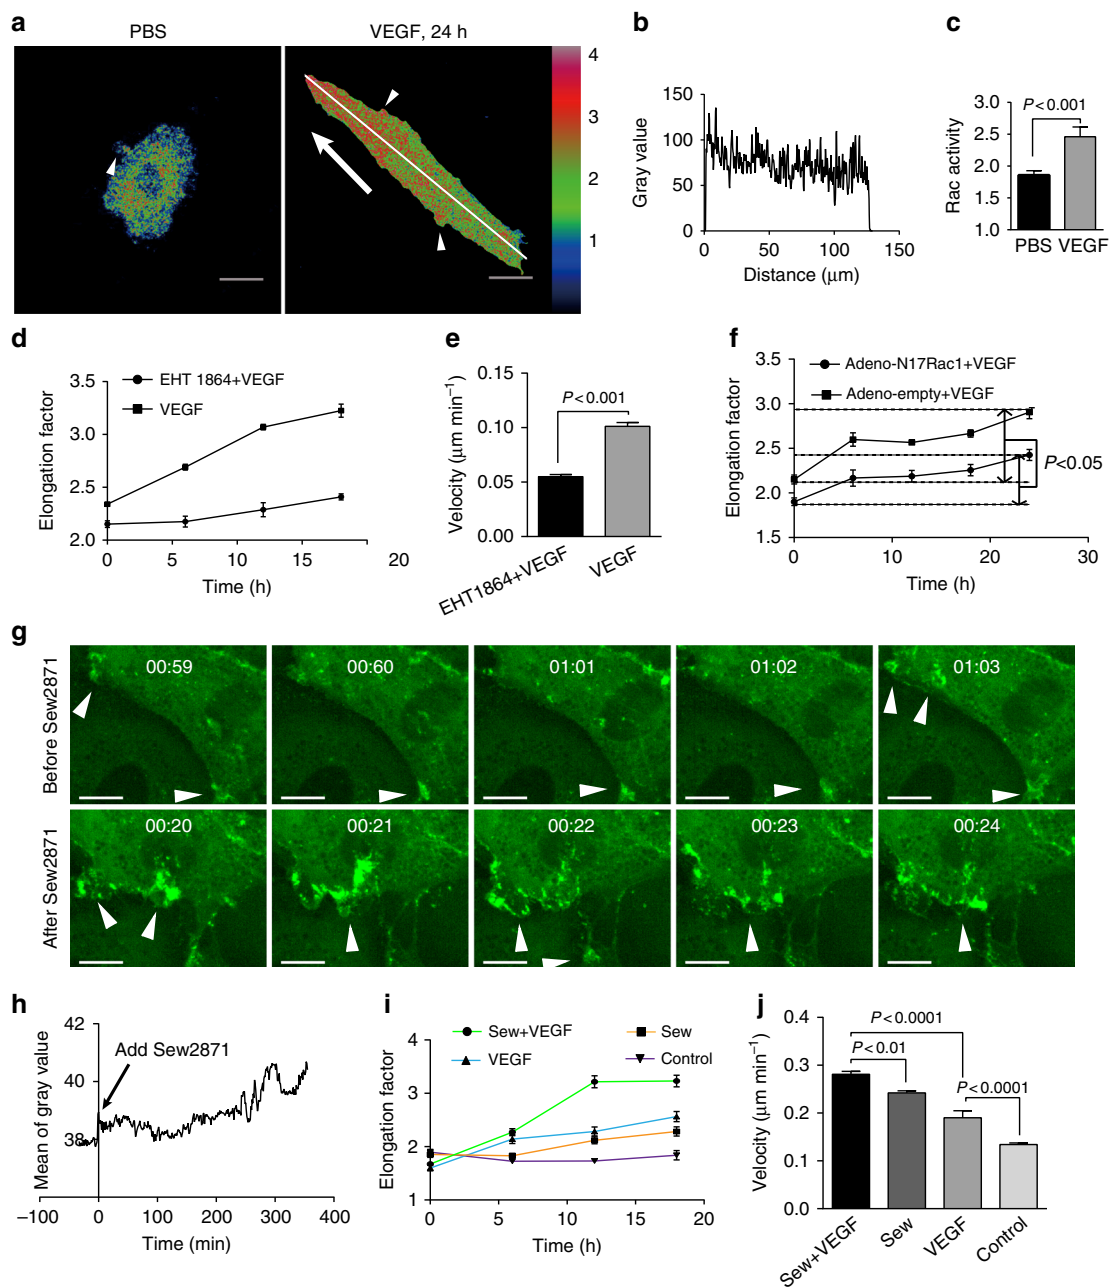 a
PBS
VEGF, 24 h
4
3
2
1
b
Gray value
150
100
50
0
0 50 100 150
Distance (μm)
c
Rac activity
P<0.001
3.0
2.5
2.0
1.5
1.0
PBS VEGF
d
Elongation factor
3.5
3.0
2.5
2.0
EHT 1864+VEGF
VEGF
0 5 10 15 20
Time (h)
e
Velocity (μm min⁻¹)
0.15
0.10
0.05
0.00
P<0.001
EHT1864+VEGF
VEGF
f
Elongation factor
3.5
3.0
2.5
2.0
1.5
Adeno-N17Rac1+VEGF
Adeno-empty+VEGF
P<0.05
0 10 20 30
Time (h)
g
Before Sew2871
00:59 00:60 01:01 01:02 01:03
After Sew2871
00:20 00:21 00:22 00:23 00:24
h
Mean of gray value
42
40
38
Add Sew2871
–100 0 100 200 300 400
Time (min)
i
Elongation factor
4
3
2
1
Sew+VEGF
VEGF
Sew
Control
0 5 10 15 20
Time (h)
j
Velocity (μm min⁻¹)
0.4
0.3
0.2
0.1
0.0
P<0.0001
P<0.01
P<0.0001
Sew+VEGF
Sew
VEGF
Control